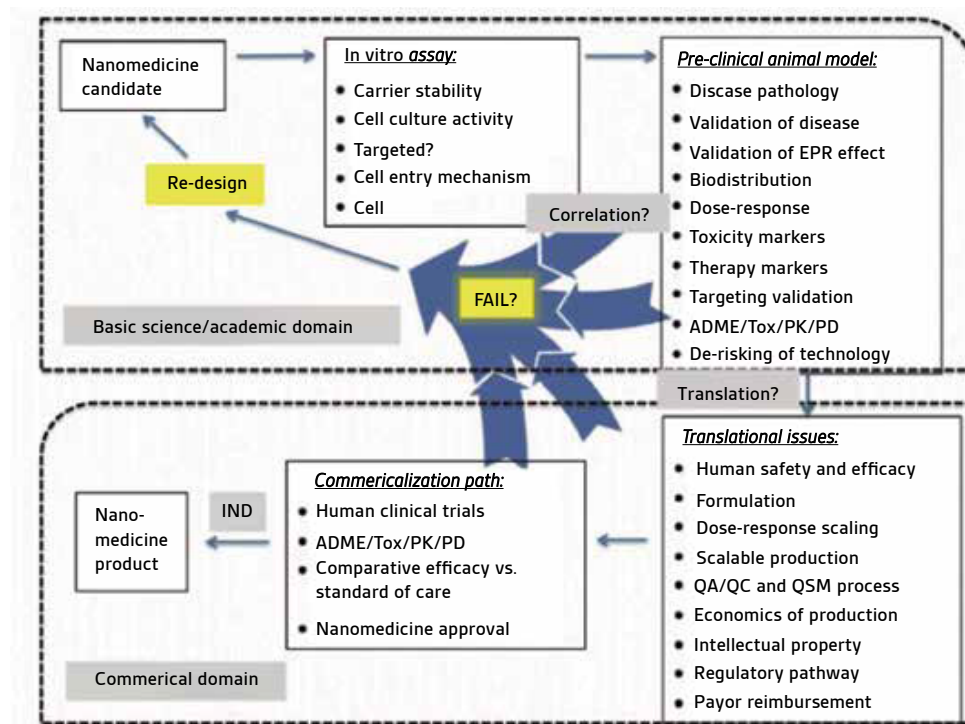 Nanomedicine
candidate
In vitro assay:
• Carrier stability
• Cell culture activity
• Targeted?
• Cell entry mechanism
• Cell
Pre-clinical animal model:
• Disease pathology
• Validation of disease
• Validation of EPR effect
• Biodistribution
• Dose-response
• Toxicity markers
• Therapy markers
• Targeting validation
• ADME/Tox/PK/PD
• De-risking of technology
Re-design
Correlation?
FAIL?
Basic science/academic domain
Translation?
Translational issues:
• Human safety and efficacy
• Formulation
• Dose-response scaling
• Scalable production
• QA/QC and QSM process
• Economics of production
• Intellectual property
• Regulatory pathway
• Payor reimbursement
Commericalization path:
• Human clinical trials
• ADME/Tox/PK/PD
• Comparative efficacy vs.
standard of care
• Nanomedicine approval
IND
Nano-
medicine
product
Commerical domain